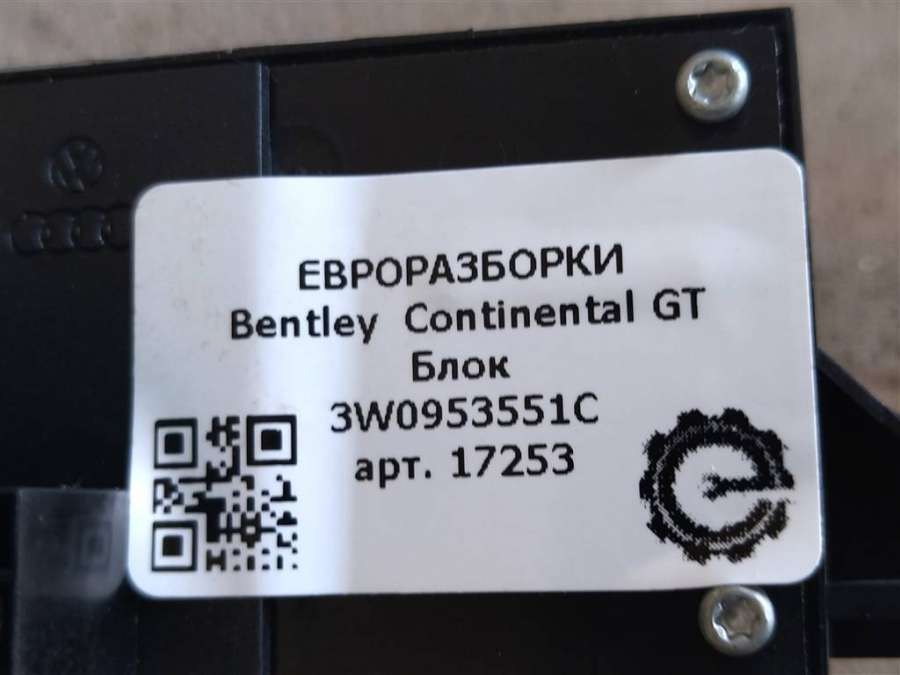 ЕВРОРАЗБОРКИ
Bentley Continental GT
Блок
3W0953551C
арт. 17253